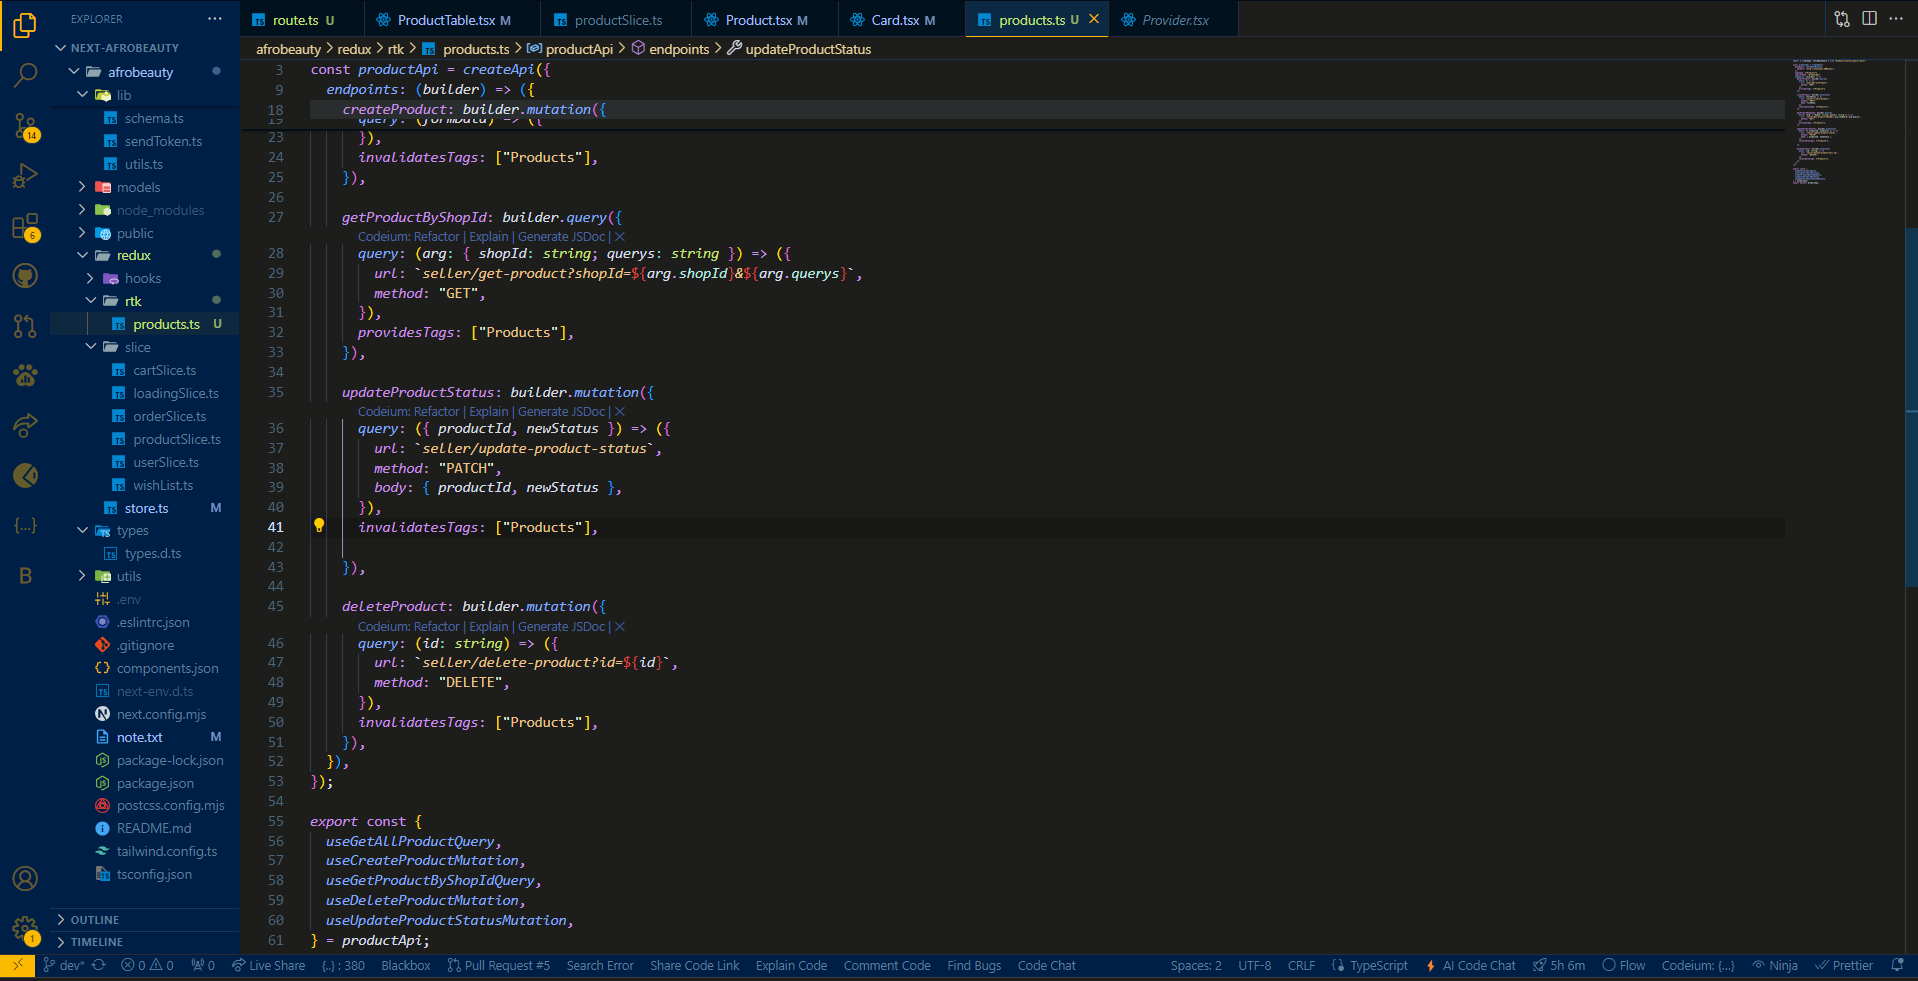 EXPLORER
NEXT-AFROBEAUTY
afrobeauty
lib
schema.ts
sendToken.ts
utils.ts
models
node_modules
public
redux
hooks
rtk
products.ts U
slice
cartSlice.ts
loadingSlice.ts
orderSlice.ts
productSlice.ts
userSlice.ts
wishList.ts
store.ts M
types
types.d.ts
utils
.env
.eslintrc.json
.gitignore
components.json
next-env.d.ts
next.config.mjs
note.txt M
package-lock.json
package.json
postcss.config.mjs
README.md
tailwind.config.ts
tsconfig.json
OUTLINE
TIMELINE
14
6
1
route.ts U ProductTable.tsx M productSlice.ts Product.tsx M Card.tsx M products.ts U Provider.tsx
afrobeauty > redux > rtk > products.ts > productApi > endpoints > updateProductStatus
3 const productApi = createApi({
9 endpoints: (builder) => ({
18 createProduct: builder.mutation({
19 query: (formData) => ({
23 }),
24 invalidatesTags: ["Products"],
25 }),
26
27 getProductByShopId: builder.query({
Codeium: Refactor | Explain | Generate JSDoc | ✕
28 query: (arg: { shopId: string; querys: string }) => ({
29 url: `seller/get-product?shopId=${arg.shopId}&${arg.querys}`,
30 method: "GET",
31 }),
32 providesTags: ["Products"],
33 }),
34
35 updateProductStatus: builder.mutation({
Codeium: Refactor | Explain | Generate JSDoc | ✕
36 query: ({ productId, newStatus }) => ({
37 url: `seller/update-product-status`,
38 method: "PATCH",
39 body: { productId, newStatus },
40 }),
41 invalidatesTags: ["Products"],
42
43 }),
44
45 deleteProduct: builder.mutation({
Codeium: Refactor | Explain | Generate JSDoc | ✕
46 query: (id: string) => ({
47 url: `seller/delete-product?id=${id}`,
48 method: "DELETE",
49 }),
50 invalidatesTags: ["Products"],
51 }),
52 }),
53 });
54
55 export const {
56 useGetAllProductQuery,
57 useCreateProductMutation,
58 useGetProductByShopIdQuery,
59 useDeleteProductMutation,
60 useUpdateProductStatusMutation,
61 } = productApi;
dev* 0 0 0 Live Share {..} : 380 Blackbox Pull Request #5 Search Error Share Code Link Explain Code Comment Code Find Bugs Code Chat Spaces: 2 UTF-8 CRLF TypeScript AI Code Chat 5h 6m Flow Codeium: {...} Ninja Prettier